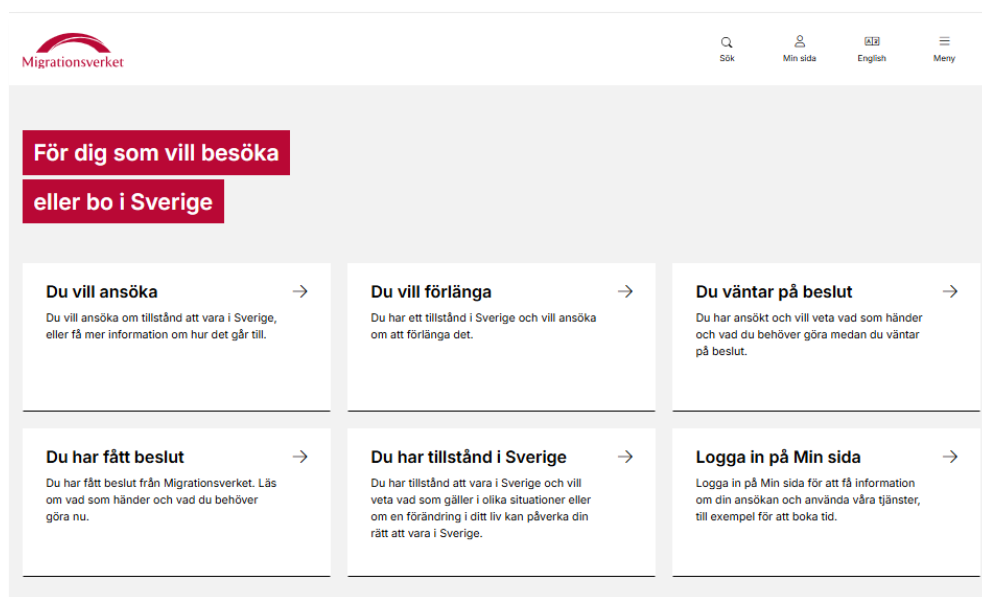 Migrationsverket
Sök
Min sida
English
Meny
För dig som vill besöka
eller bo i Sverige
Du vill ansöka
Du vill ansöka om tillstånd att vara i Sverige,
eller få mer information om hur det går till.
Du vill förlänga
Du har ett tillstånd i Sverige och vill ansöka
om att förlänga det.
Du väntar på beslut
Du har ansökt och vill veta vad som händer
och vad du behöver göra medan du väntar
på beslut.
Du har fått beslut
Du har fått beslut från Migrationsverket. Läs
om vad som händer och vad du behöver
göra nu.
Du har tillstånd i Sverige
Du har tillstånd att vara i Sverige och vill
veta vad som gäller i olika situationer eller
om en förändring i ditt liv kan påverka din
rätt att vara i Sverige.
Logga in på Min sida
Logga in på Min sida för att få information
om din ansökan och använda våra tjänster,
till exempel för att boka tid.